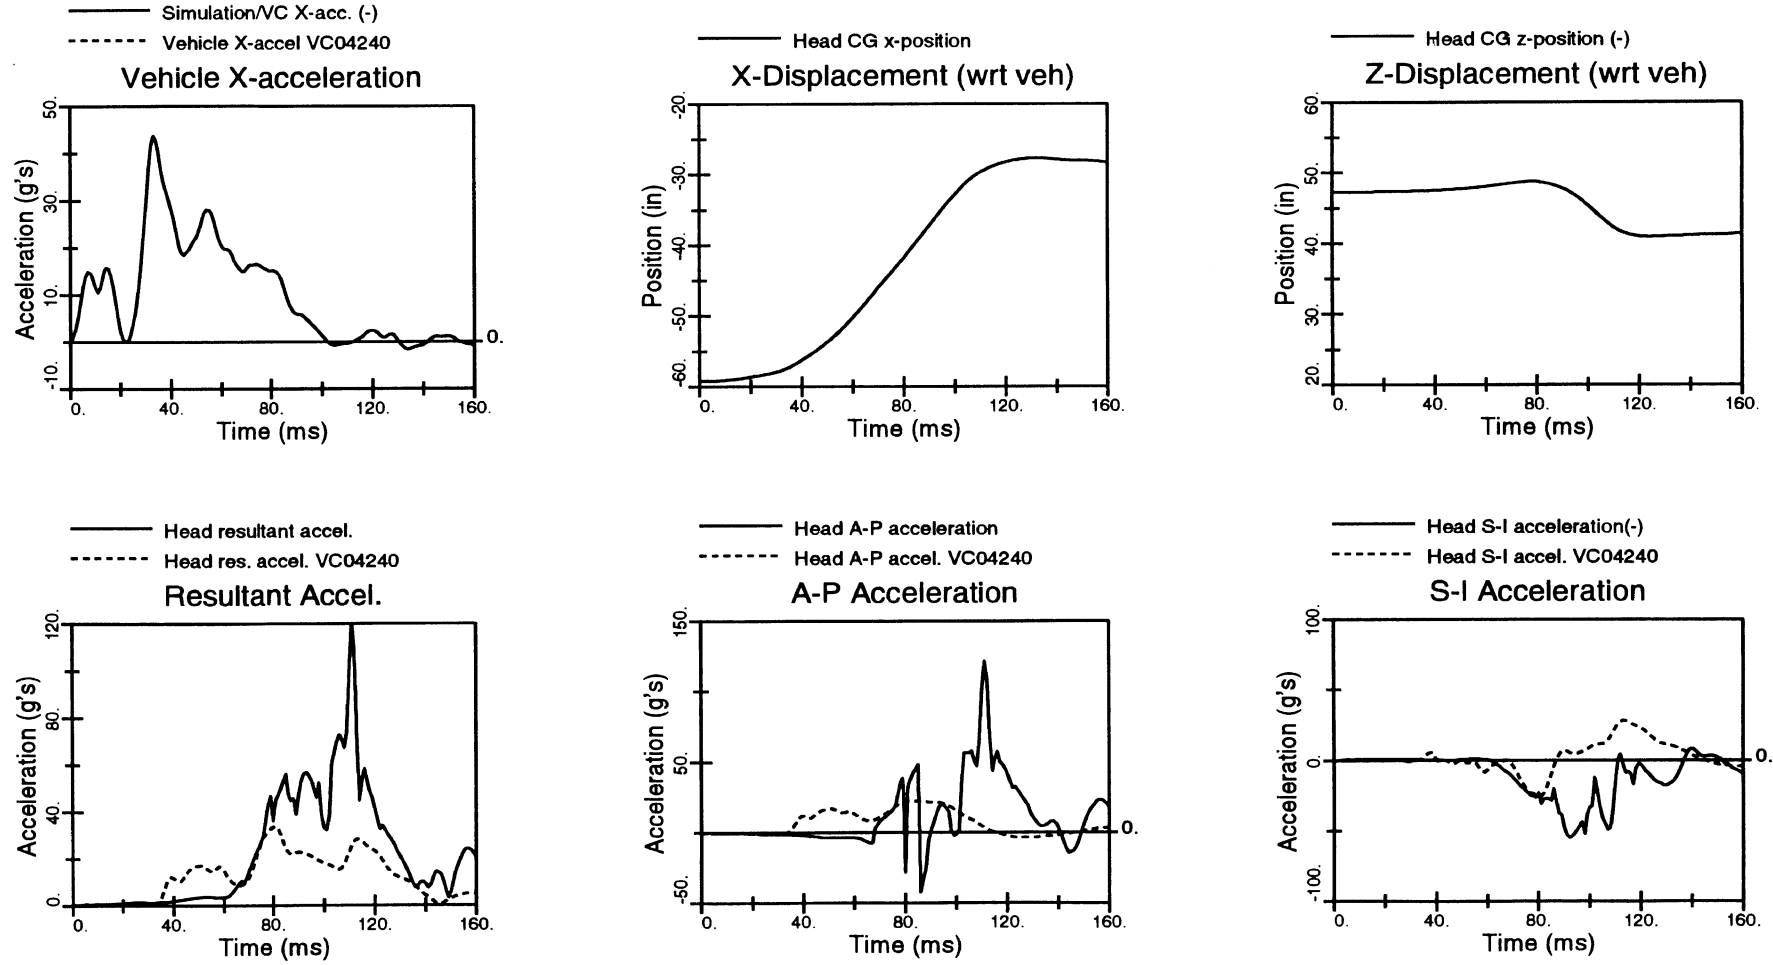 Simulation/VC X-acc. (-)
Vehicle X-accel VC04240
Vehicle X-acceleration
50.
30.
10.
-10.
Acceleration (g's)
0.
0. 40. 80. 120. 160.
Time (ms)
Head CG x-position
X-Displacement (wrt veh)
-20.
-30.
-40.
-50.
-60.
Position (in)
0. 40. 80. 120. 160.
Time (ms)
Head CG z-position (-)
Z-Displacement (wrt veh)
60.
50.
40.
30.
20.
Position (in)
0. 40. 80. 120. 160.
Time (ms)
Head resultant accel.
Head res. accel. VC04240
Resultant Accel.
120.
80.
40.
0.
Acceleration (g's)
0. 40. 80. 120. 160.
Time (ms)
Head A-P acceleration
Head A-P accel. VC04240
A-P Acceleration
150.
50.
-50.
Acceleration (g's)
0.
0. 40. 80. 120. 160.
Time (ms)
Head S-I acceleration(-)
Head S-I accel. VC04240
S-I Acceleration
100.
0.
-100.
Acceleration (g's)
0.
0. 40. 80. 120. 160.
Time (ms)